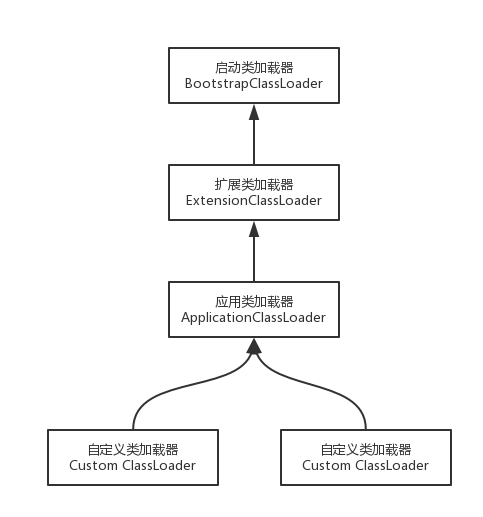 启动类加载器
BootstrapClassLoader
扩展类加载器
ExtensionClassLoader
应用类加载器
ApplicationClassLoader
自定义类加载器
Custom ClassLoader
自定义类加载器
Custom ClassLoader